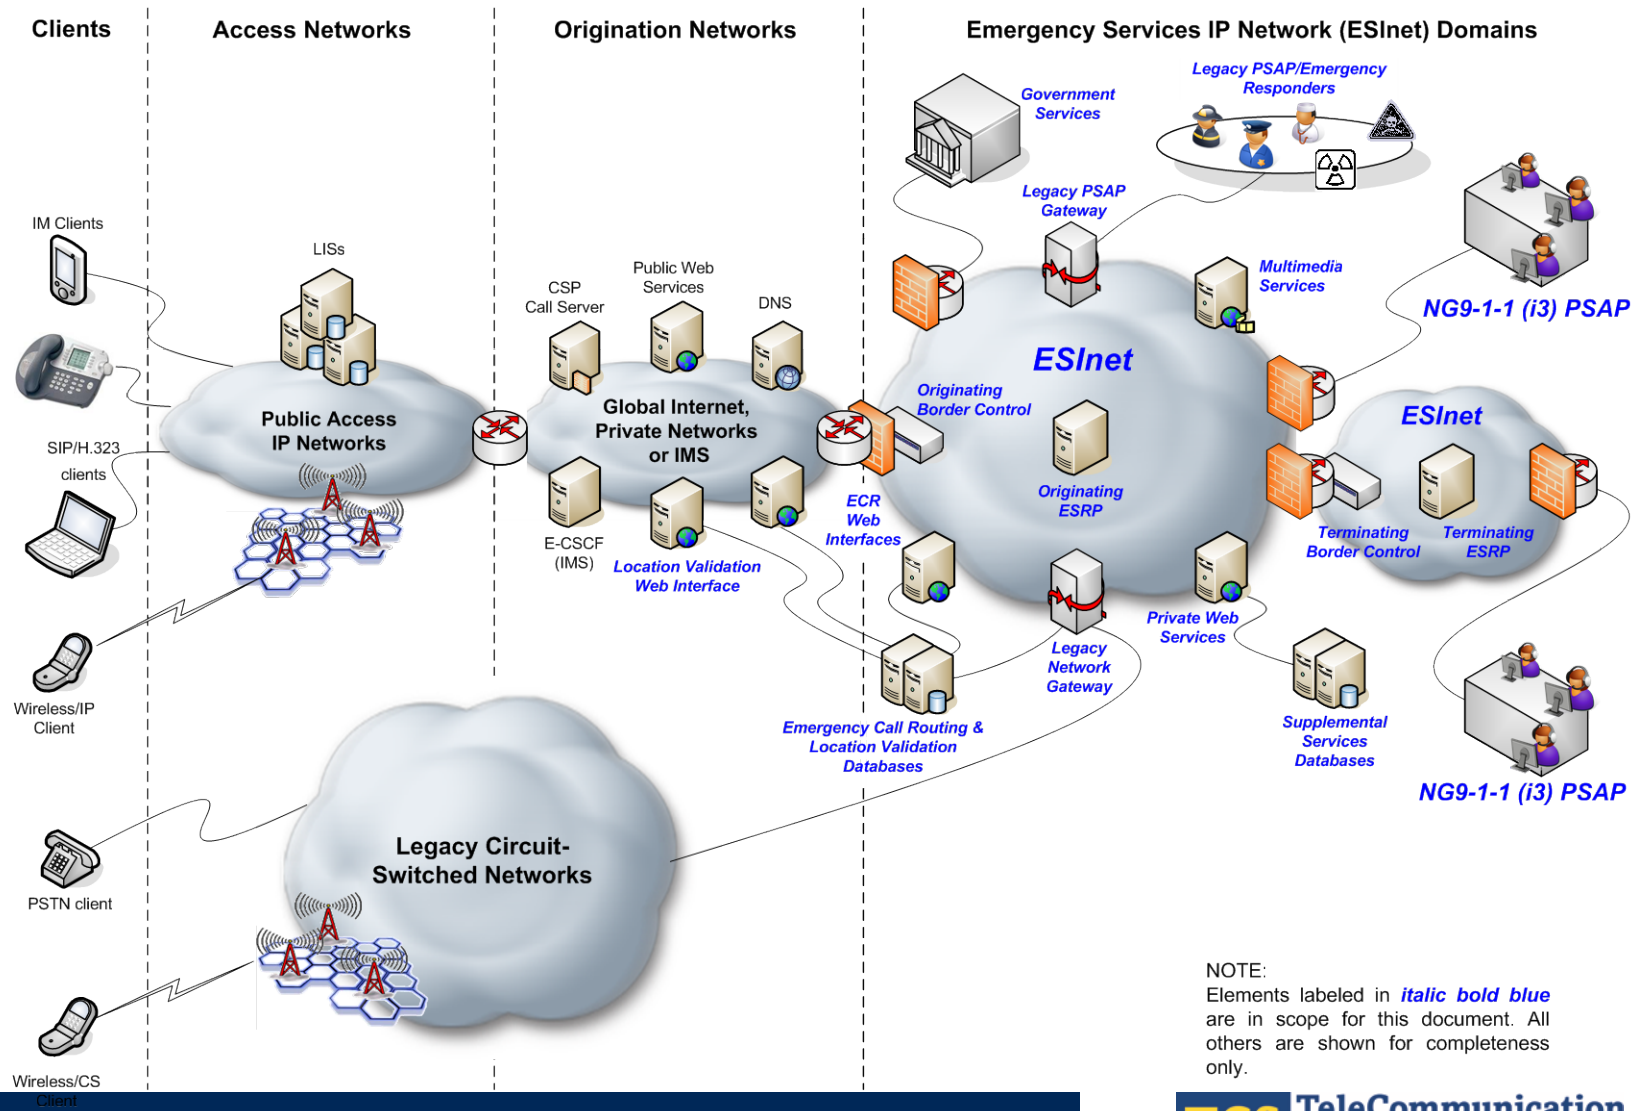 Clients
Access Networks
Origination Networks
Emergency Services IP Network (ESInet) Domains
Legacy PSAP/Emergency
Responders
Government
Services
Legacy PSAP
Gateway
IM Clients
LISs
Public Web
Services
CSP
Call Server
DNS
Multimedia
Services
NG9-1-1 (i3) PSAP
ESInet
Originating
Border Control
Public Access
IP Networks
Global Internet,
Private Networks
or IMS
ESInet
SIP/H.323
clients
Originating
ESRP
ECR
Web
Interfaces
Terminating
Border Control
Terminating
ESRP
E-CSCF
(IMS)
Location Validation
Web Interface
Private Web
Services
Legacy
Network
Gateway
Wireless/IP
Client
Emergency Call Routing &
Location Validation
Databases
Supplemental
Services
Databases
NG9-1-1 (i3) PSAP
Legacy Circuit-
Switched Networks
PSTN client
NOTE:
Elements labeled in italic bold blue
are in scope for this document. All
others are shown for completeness
only.
Wireless/CS
Client
TeleCommunication